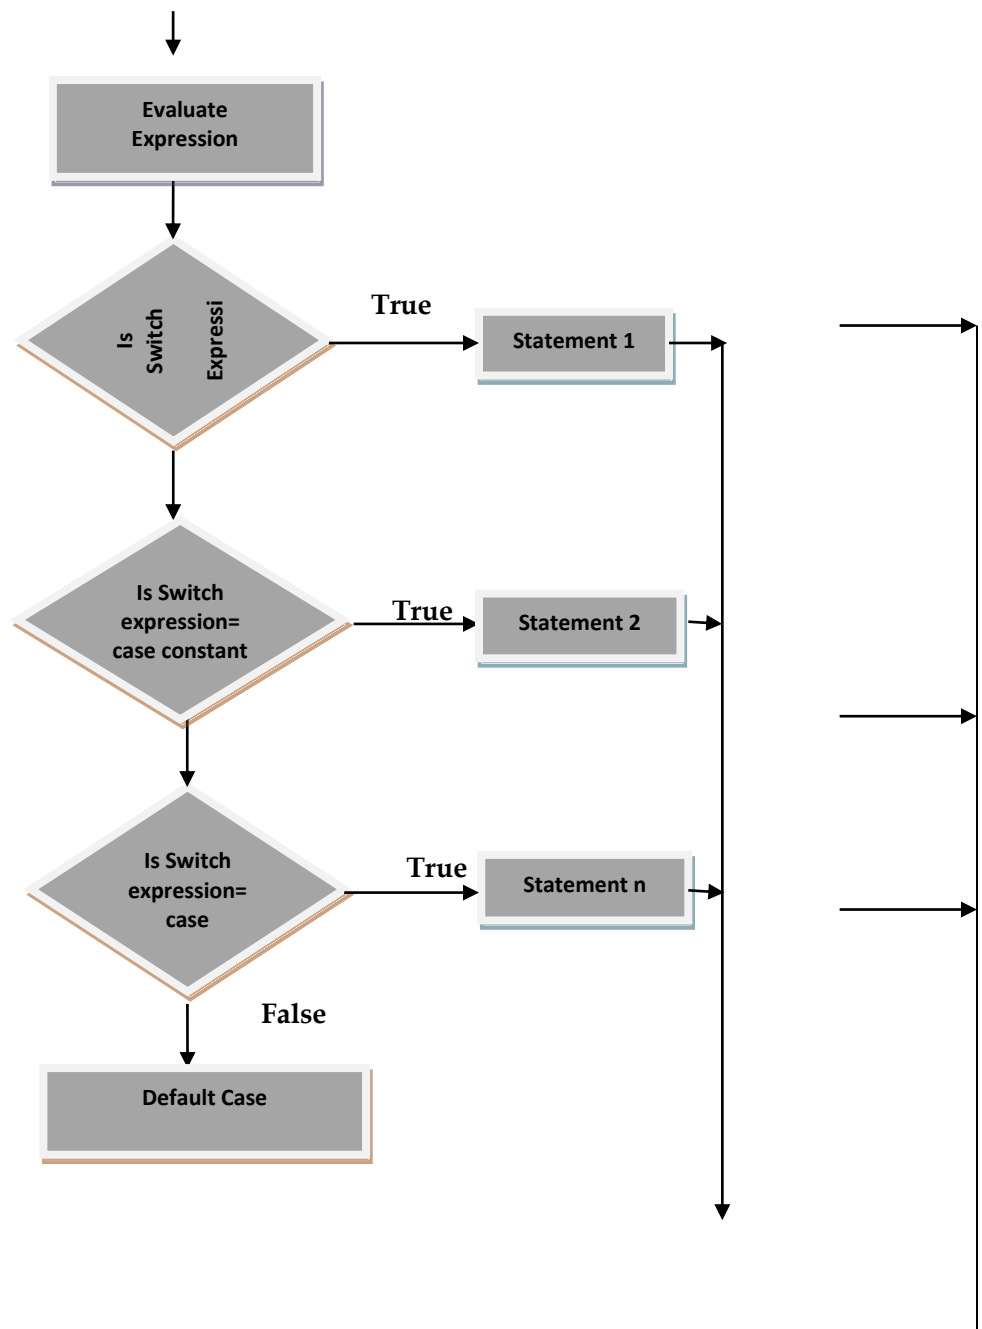 Evaluate
Expression
Is
Switch
Expressi
True
Statement 1
Is Switch
expression=
case constant
True
Statement 2
Is Switch
expression=
case
True
Statement n
False
Default Case